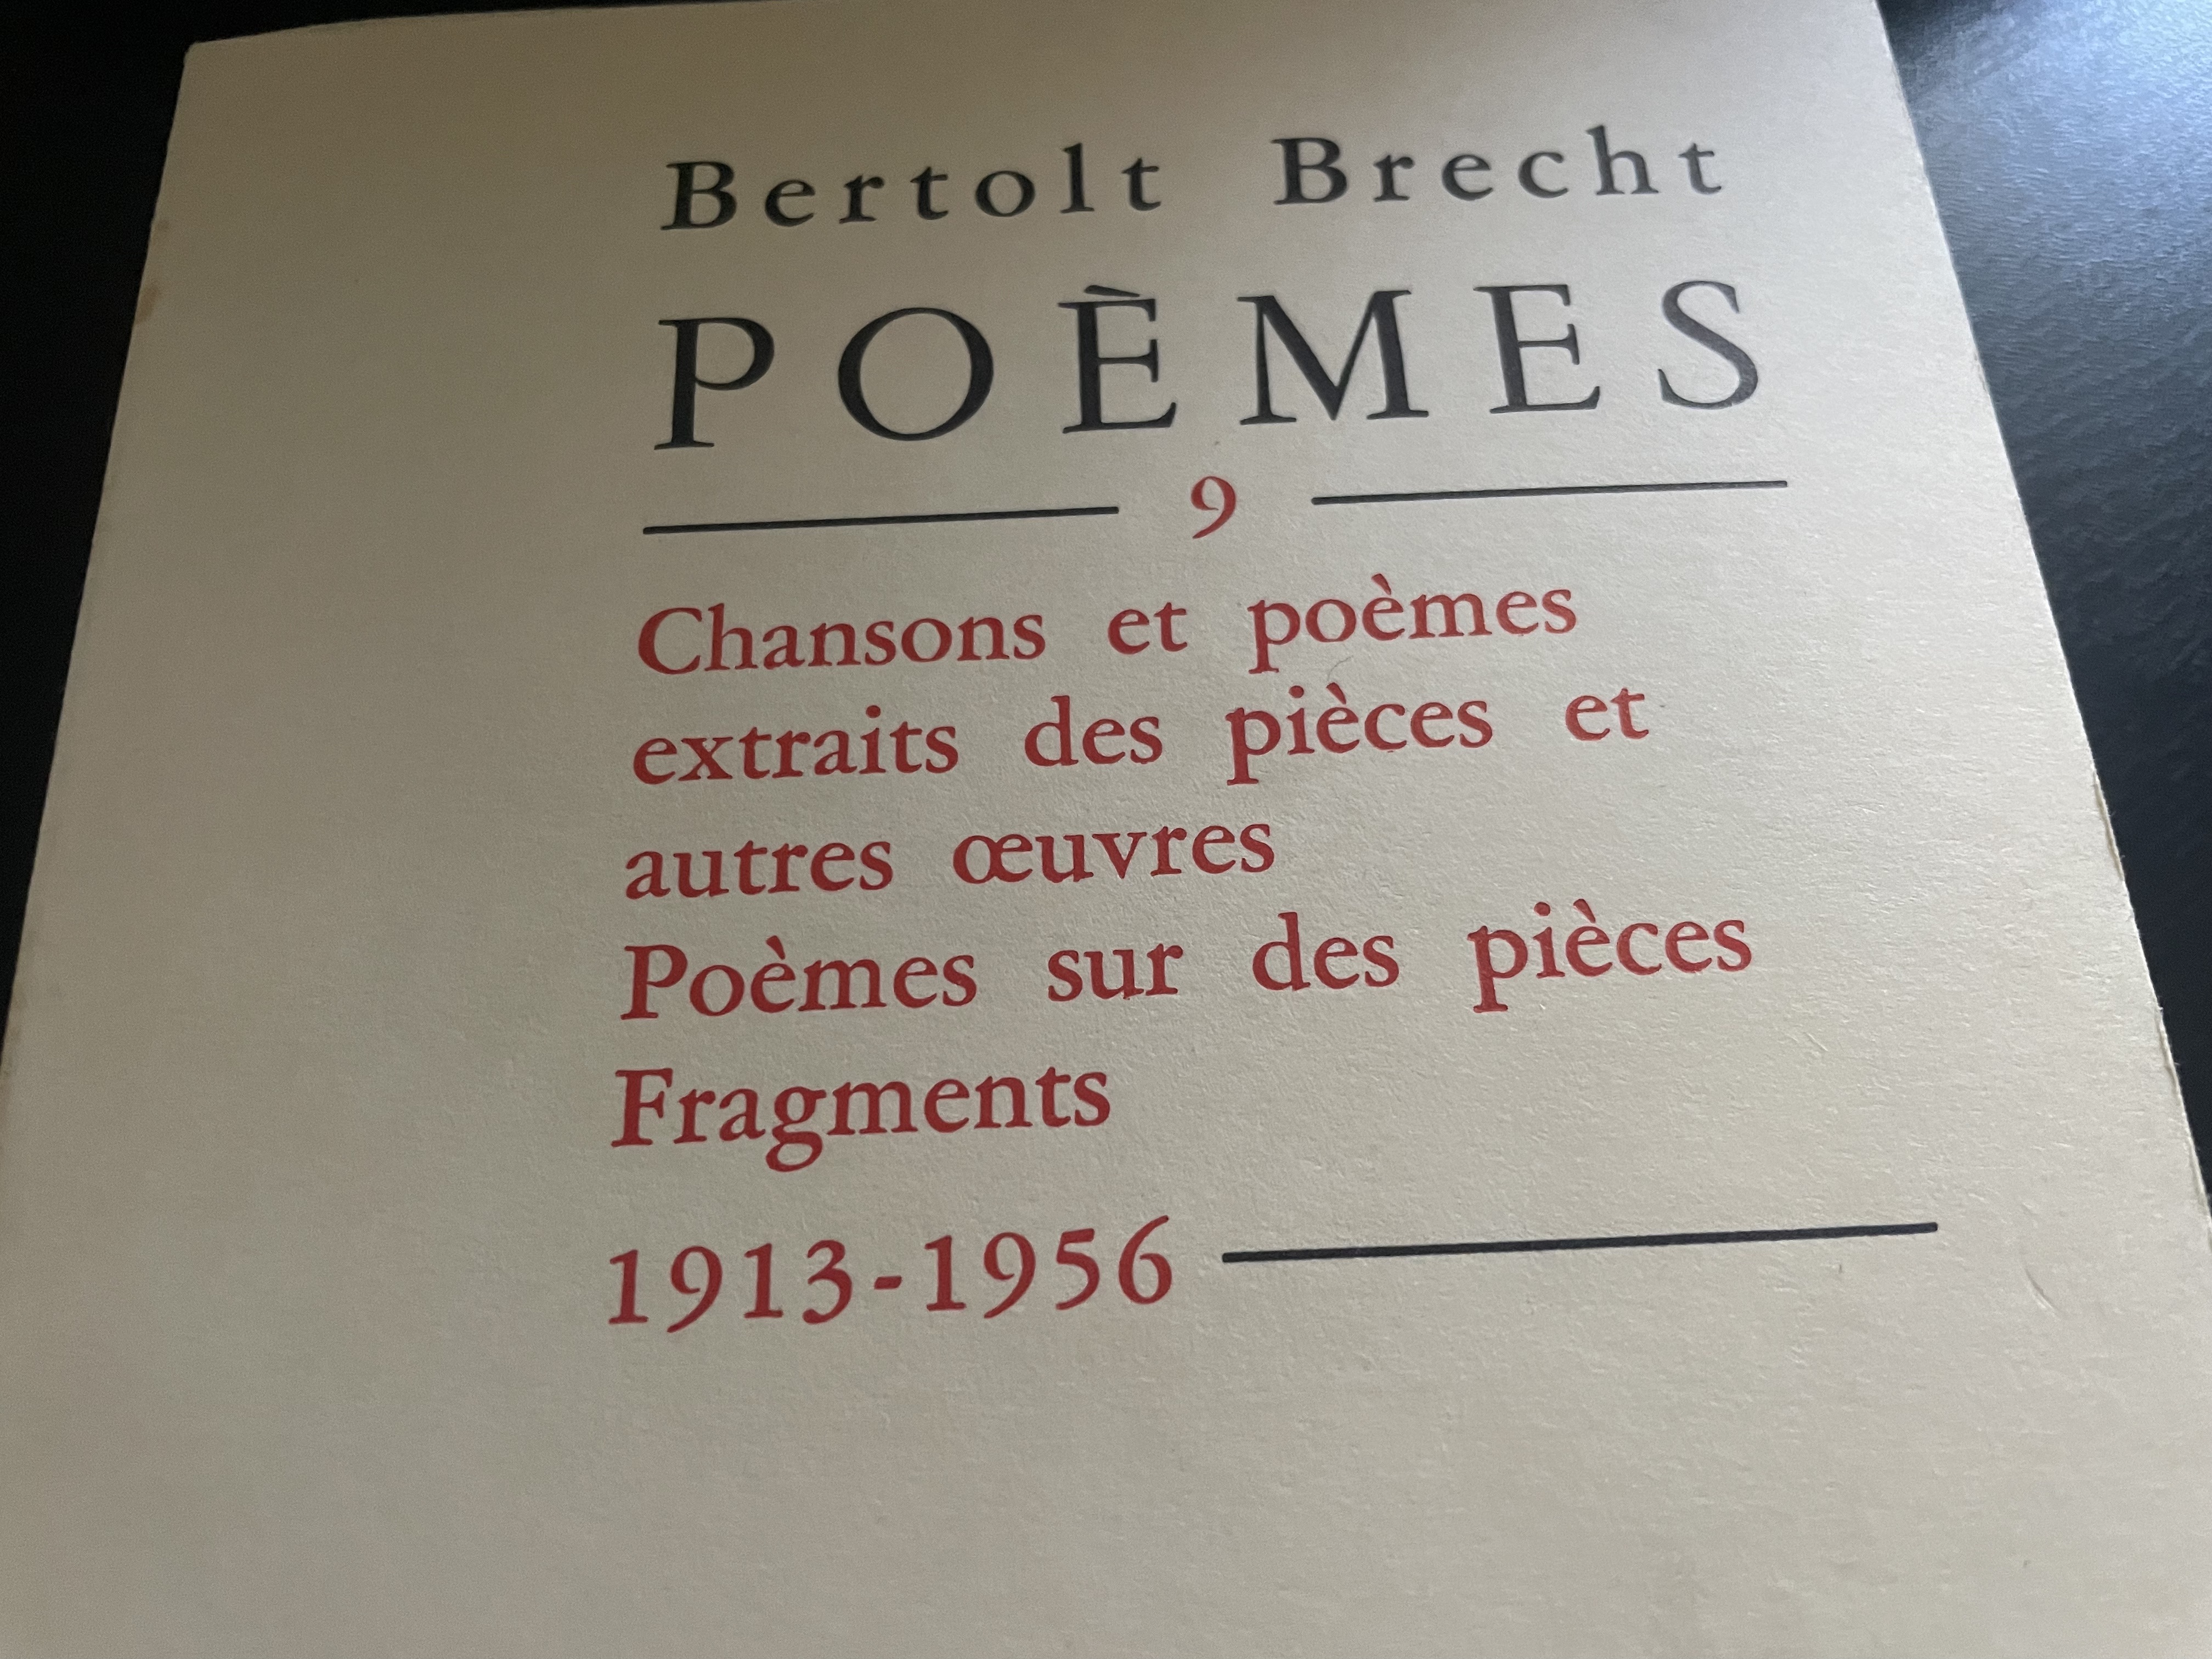 Bertolt Brecht
POÈMES
9
Chansons et poèmes
extraits des pièces et
autres œuvres
Poèmes sur des pièces
Fragments
1913-1956